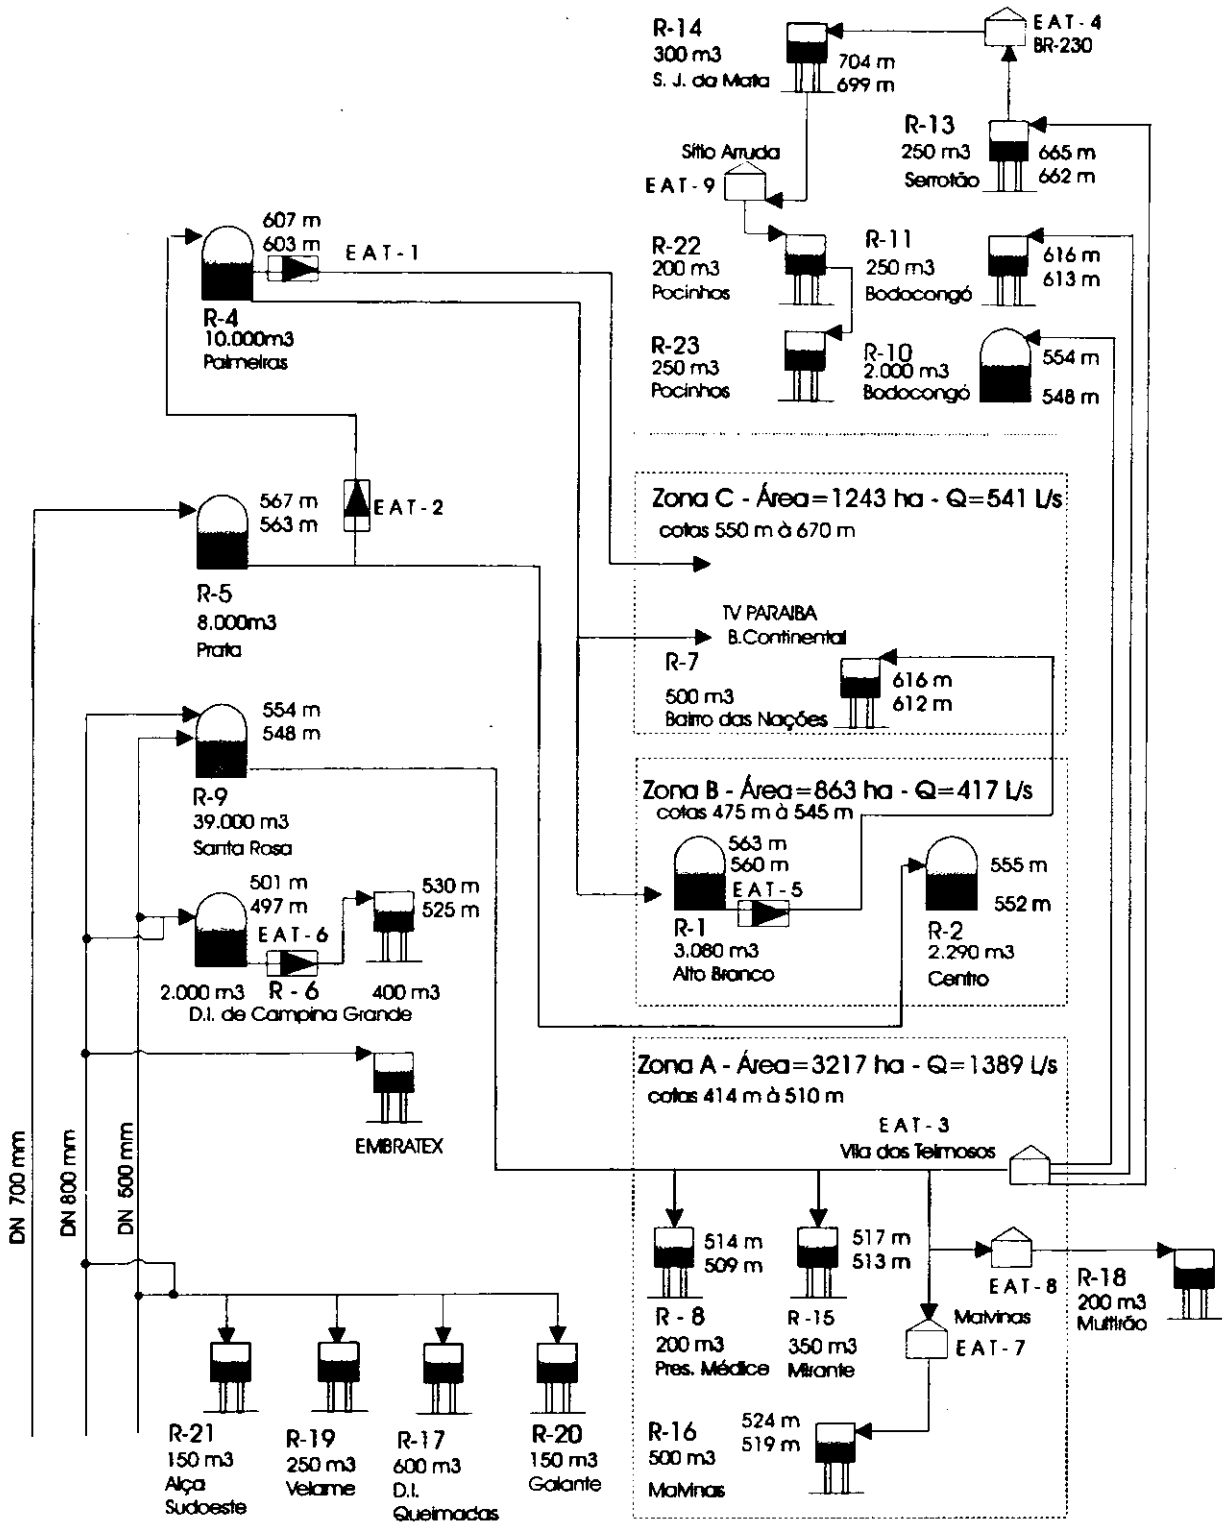 R-14
300 m3
S. J. da Mata
704 m
699 m
EAT-4
BR-230
R-13
250 m3
Serrotão
665 m
662 m
Sítio Arruda
EAT-9
R-22
200 m3
Pocinhos
R-11
250 m3
Bodocongó
616 m
613 m
R-23
250 m3
Pocinhos
R-10
2.000 m3
Bodocongó
554 m
548 m
607 m
603 m
EAT-1
R-4
10.000m3
Palmeiras
EAT-2
567 m
563 m
R-5
8.000m3
Prata
Zona C - Área=1243 ha - Q=541 L/s
cotas 550 m à 670 m
TV PARAIBA
B.Continental
R-7
500 m3
Bairro das Nações
616 m
612 m
554 m
548 m
R-9
39.000 m3
Santa Rosa
Zona B - Área=863 ha - Q=417 L/s
cotas 475 m à 545 m
563 m
560 m
EAT-5
R-1
3.080 m3
Alto Branco
555 m
552 m
R-2
2.290 m3
Centro
501 m
497 m
EAT-6
530 m
525 m
2.000 m3
R - 6
400 m3
D.I. de Campina Grande
EMBRATEX
Zona A - Área=3217 ha - Q=1389 L/s
cotas 414 m à 510 m
EAT-3
Vila dos Teimosos
DN 700 mm
DN 800 mm
DN 500 mm
514 m
509 m
R - 8
200 m3
Pres. Médice
517 m
513 m
R-15
350 m3
Mirante
EAT-8
Malvinas
EAT-7
R-18
200 m3
Mutirão
R-16
500 m3
Malvinas
524 m
519 m
R-21
150 m3
Alça
Sudoeste
R-19
250 m3
Velame
R-17
600 m3
D.I.
Queimadas
R-20
150 m3
Galante